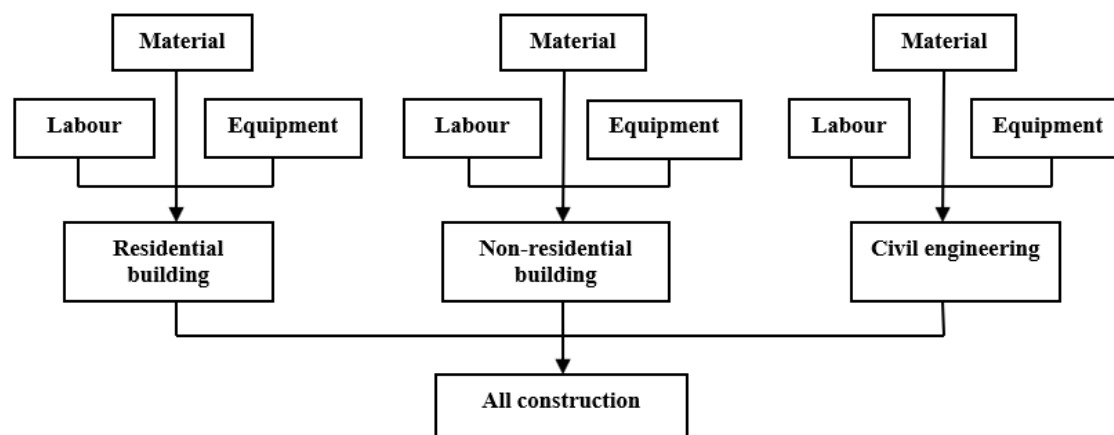 Material
Material
Material
Labour
Equipment
Labour
Equipment
Labour
Equipment
Residential
building
Non-residential
building
Civil engineering
All construction